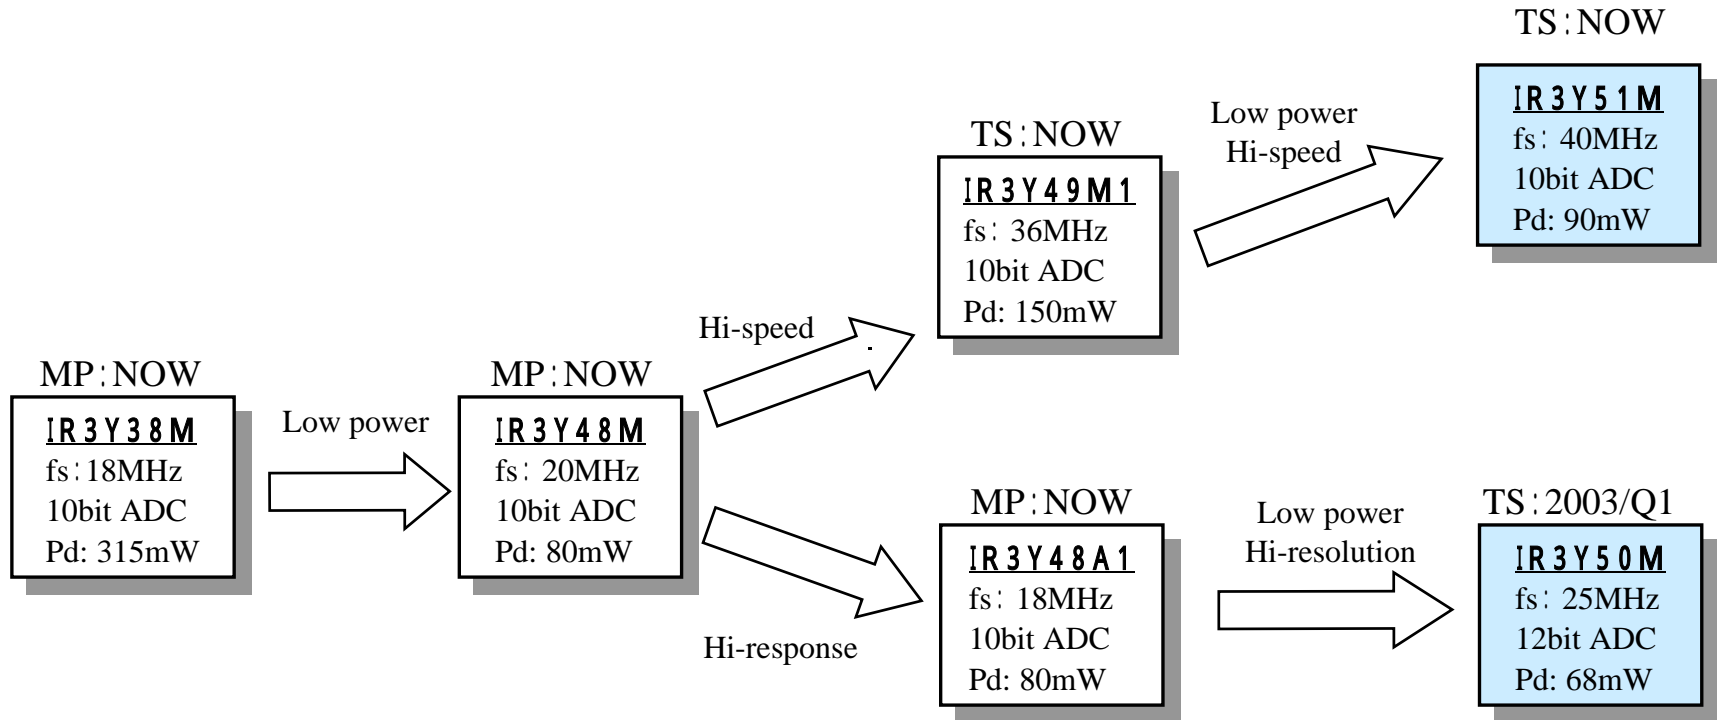 TS:NOW
IR3Y51M
fs: 40MHz
10bit ADC
Pd: 90mW
Low power
Hi-speed
TS:NOW
IR3Y49M1
fs: 36MHz
10bit ADC
Pd: 150mW
Hi-speed
MP:NOW
IR3Y38M
fs:18MHz
10bit ADC
Pd: 315mW
Low power
MP:NOW
IR3Y48M
fs: 20MHz
10bit ADC
Pd: 80mW
Hi-response
MP:NOW
IR3Y48A1
fs: 18MHz
10bit ADC
Pd: 80mW
Low power
Hi-resolution
TS:2003/Q1
IR3Y50M
fs: 25MHz
12bit ADC
Pd: 68mW